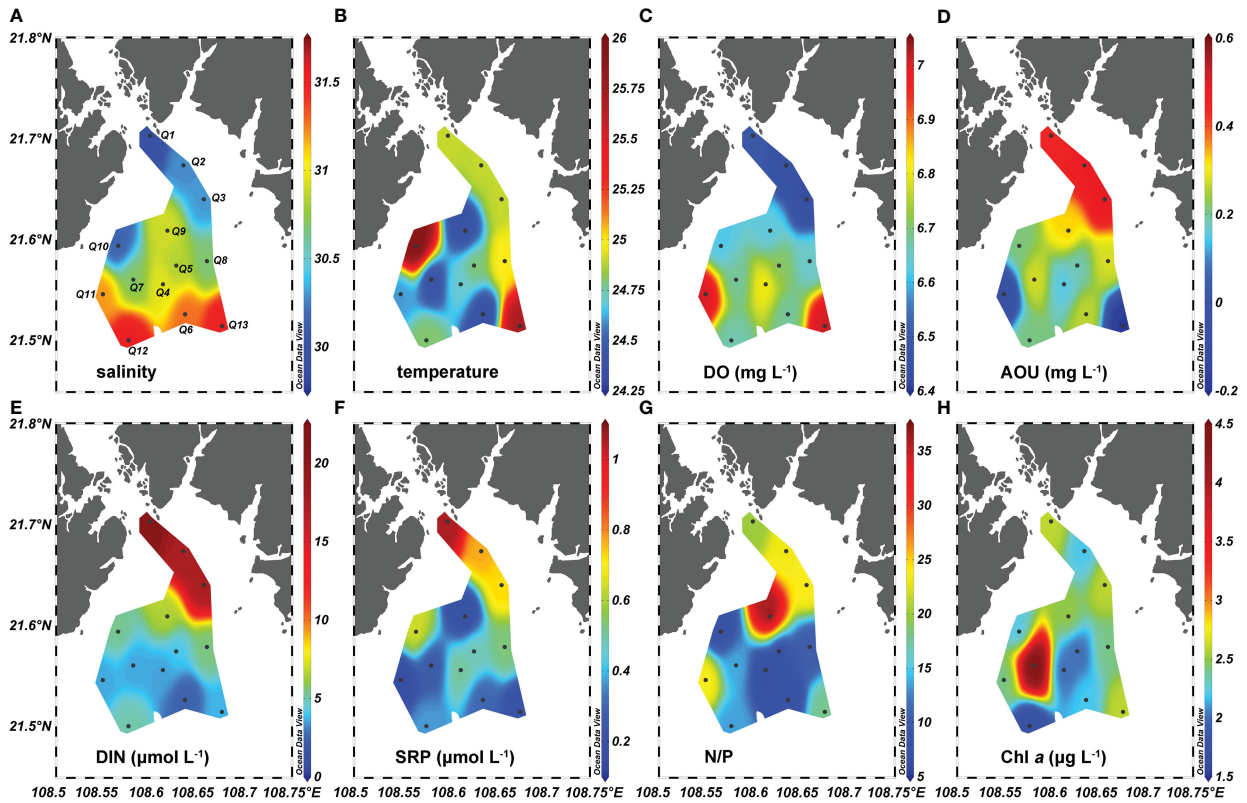 A
B
C
D
21.8°N
21.7°N
21.6°N
21.5°N
Q1
Q2
Q3
Q9
Q10
Q8
Q5
Q7
Q4
Q11
Q6
Q13
Q12
salinity
31.5
31
30.5
30
Ocean Data View
temperature
26
25.75
25.5
25.25
25
24.75
24.5
24.25
Ocean Data View
DO (mg L-1)
7
6.9
6.8
6.7
6.6
6.5
6.4
Ocean Data View
AOU (mg L-1)
0.6
0.4
0.2
0
-0.2
Ocean Data View
E
F
G
H
21.8°N
21.7°N
21.6°N
21.5°N
DIN (μmol L-1)
20
15
10
5
0
Ocean Data View
SRP (μmol L-1)
1
0.8
0.6
0.4
0.2
Ocean Data View
N/P
35
30
25
20
15
10
5
Ocean Data View
Chl a (μg L-1)
4.5
4
3.5
3
2.5
2
1.5
Ocean Data View
108.5 108.55 108.6 108.65 108.7 108.75°E
108.5 108.55 108.6 108.65 108.7 108.75°E
108.5 108.55 108.6 108.65 108.7 108.75°E
108.5 108.55 108.6 108.65 108.7 108.75°E